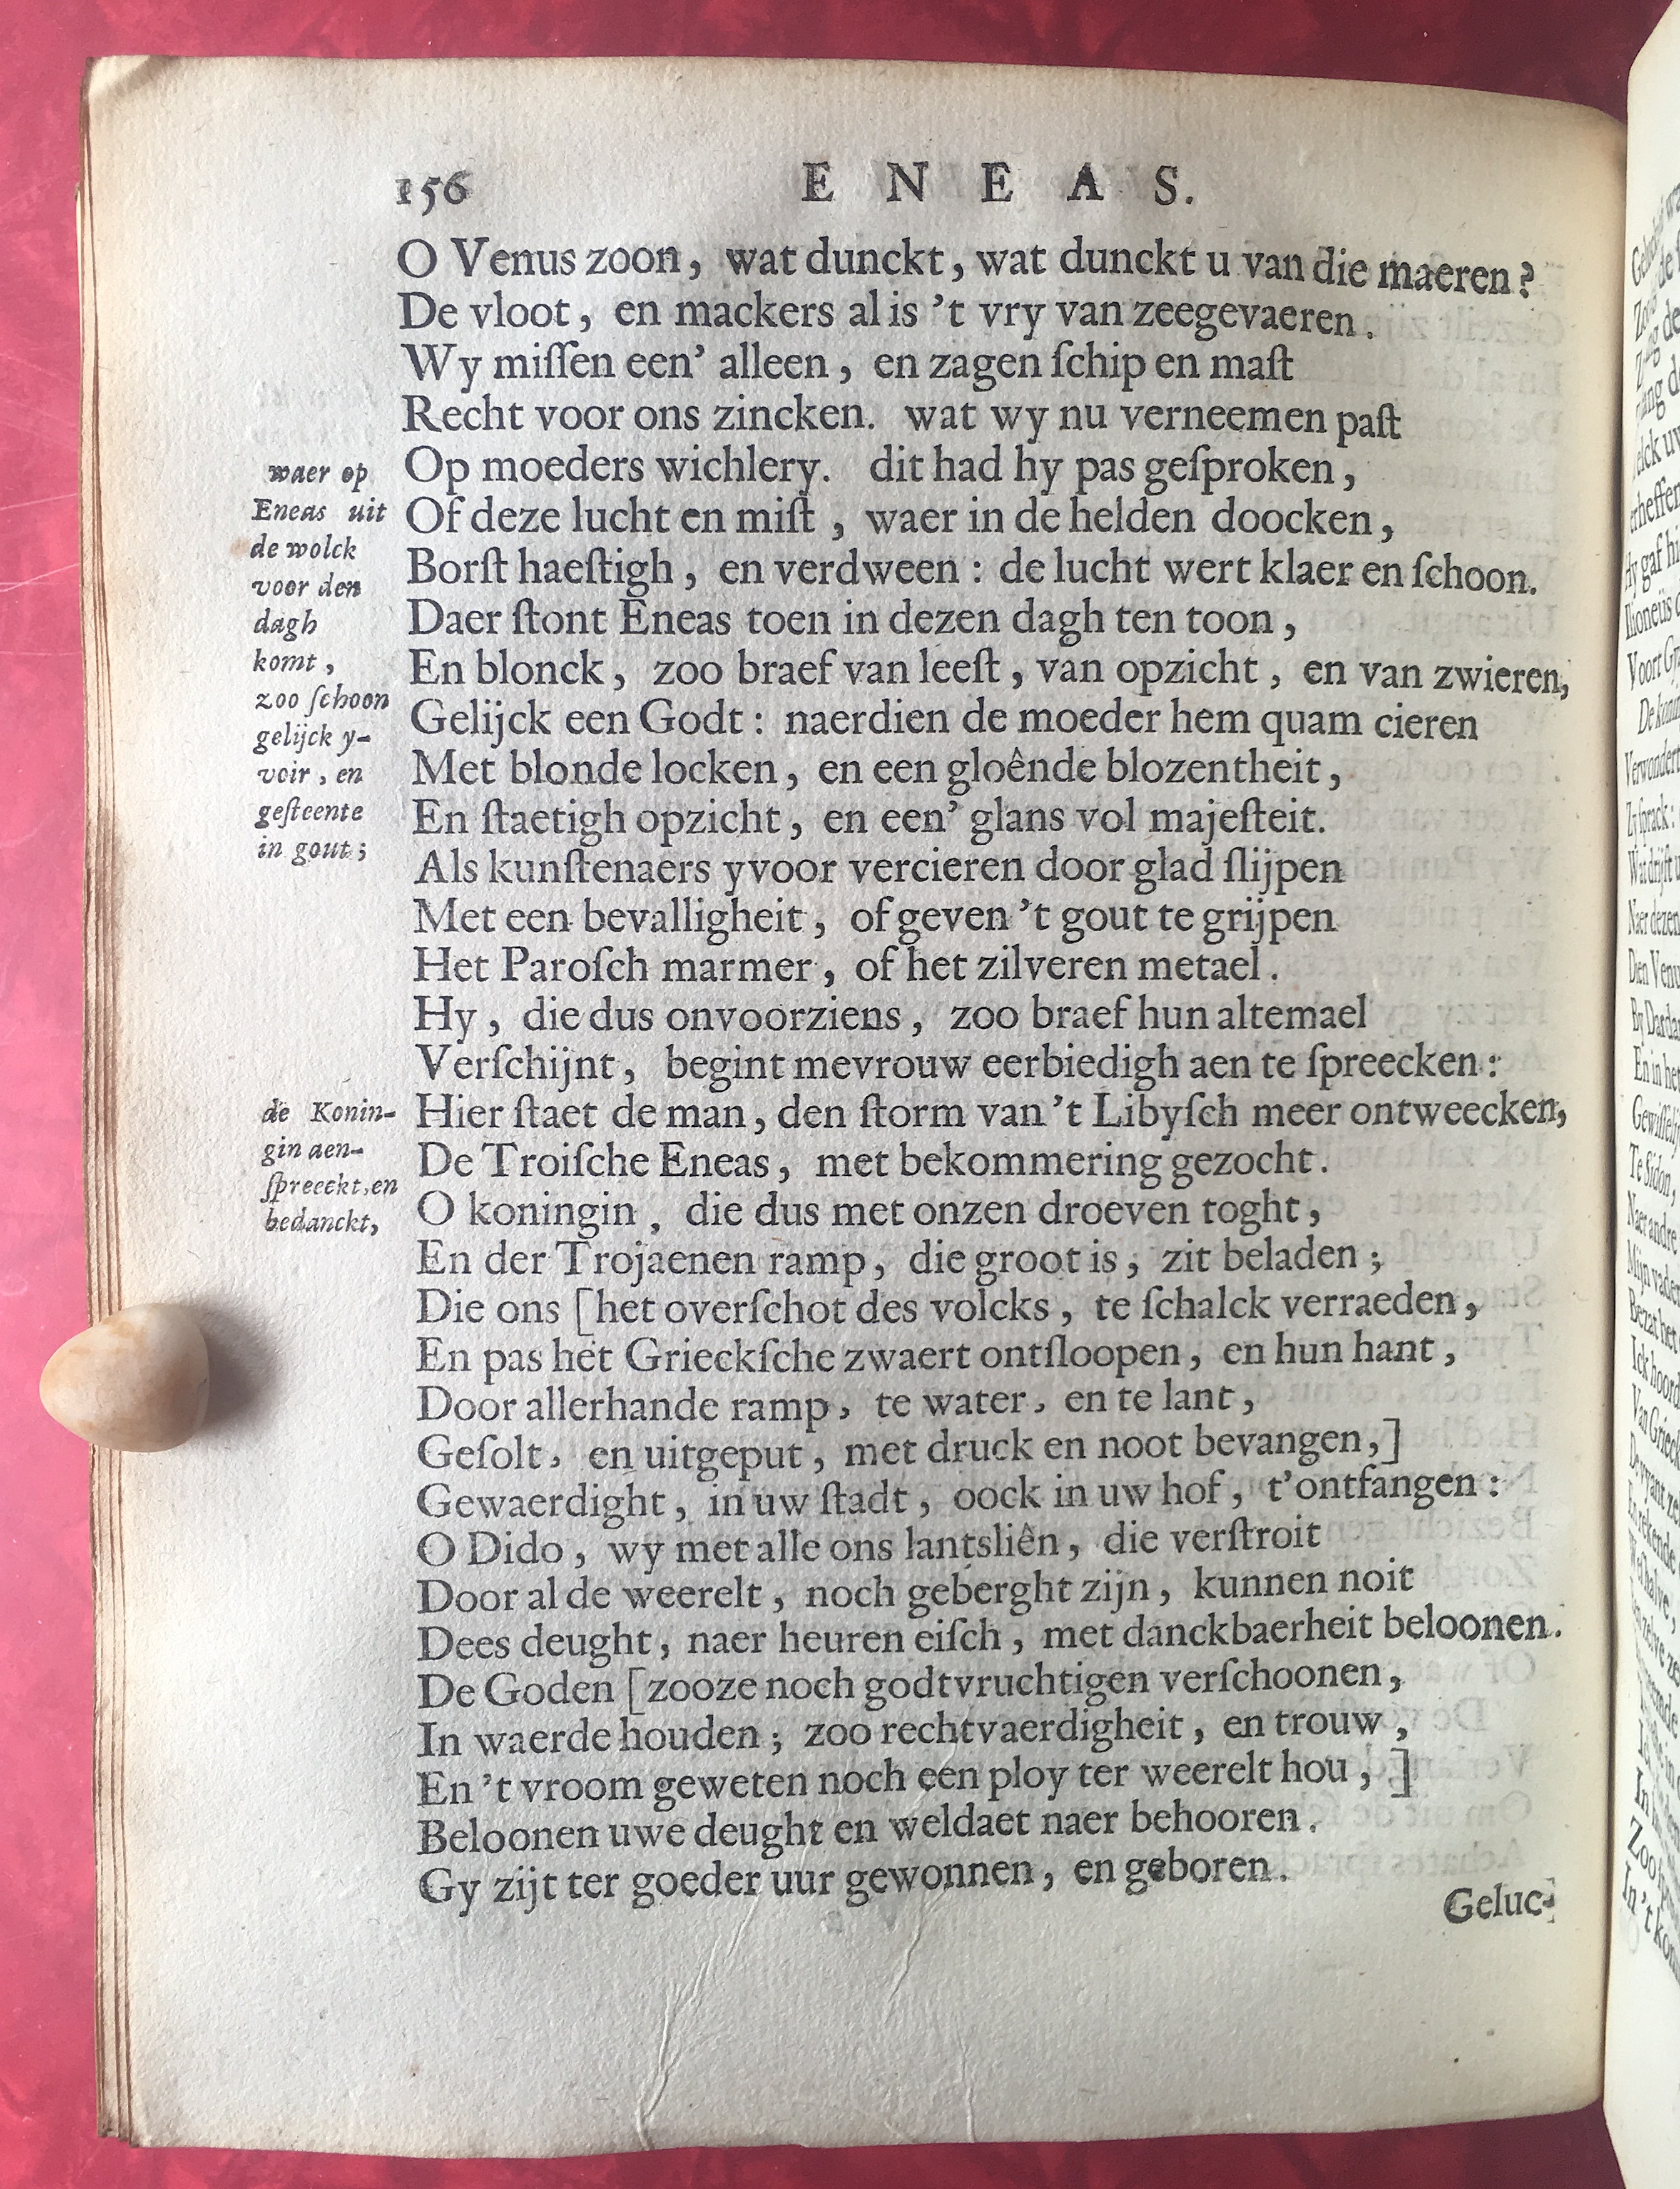 156 E N E A S.
O Venus zoon, wat dunckt, wat dunckt u van die maeren?
De vloot, en mackers al is 't vry van zeegevaeren.
Wy miſſen een' alleen, en zagen ſchip en maſt
Recht voor ons zincken. wat wy nu verneemen paſt
Op moeders wichlery. dit had hy pas geſproken,
Of deze lucht en miſt, waer in de helden doocken,
Borſt haeſtigh, en verdween: de lucht wert klaer en ſchoon.
Daer ſtont Eneas toen in dezen dagh ten toon,
En blonck, zoo braef van leeſt, van opzicht, en van zwieren,
Gelijck een Godt: naerdien de moeder hem quam cieren
Met blonde locken, en een gloênde blozentheit,
En ſtaetigh opzicht, en een' glans vol majeſteit.
Als kunſtenaers yvoor vercieren door glad ſlijpen
Met een bevalligheit, of geven 't gout te grijpen
Het Paroſch marmer, of het zilveren metael.
Hy, die dus onvoorziens, zoo braef hun altemael
Verſchijnt, begint mevrouw eerbiedigh aen te ſpreecken:
Hier ſtaet de man, den ſtorm van 't Libyſch meer ontweecken,
De Troiſche Eneas, met bekommering gezocht.
O koningin, die dus met onzen droeven toght,
En der Trojaenen ramp, die groot is, zit beladen;
Die ons [het overſchot des volcks, te ſchalck verraeden,
En pas het Grieckſche zwaert ontſloopen, en hun hant,
Door allerhande ramp, te water, en te lant,
Geſolt, en uitgeput, met druck en noot bevangen,]
Gewaerdight, in uw ſtadt, oock in uw hof, t'ontfangen:
O Dido, wy met alle ons lantsliên, die verſtroit
Door al de weerelt, noch geberght zijn, kunnen noit
Dees deught, naer heuren eiſch, met danckbaerheit beloonen.
De Goden [zooze noch godtvruchtigen verſchoonen,
In waerde houden; zoo rechtvaerdigheit, en trouw,
En 't vroom geweten noch een ploy ter weerelt hou,]
Beloonen uwe deught en weldaet naer behooren.
Gy zijt ter goeder uur gewonnen, en geboren.
Geluc-
waer op
Eneas uit
de wolck
voor den
dagh
komt,
zoo ſchoon
gelijck y-
voir, en
geſteente
in gout;
de Konin-
gin aen-
ſpreeckt, en
bedanckt,